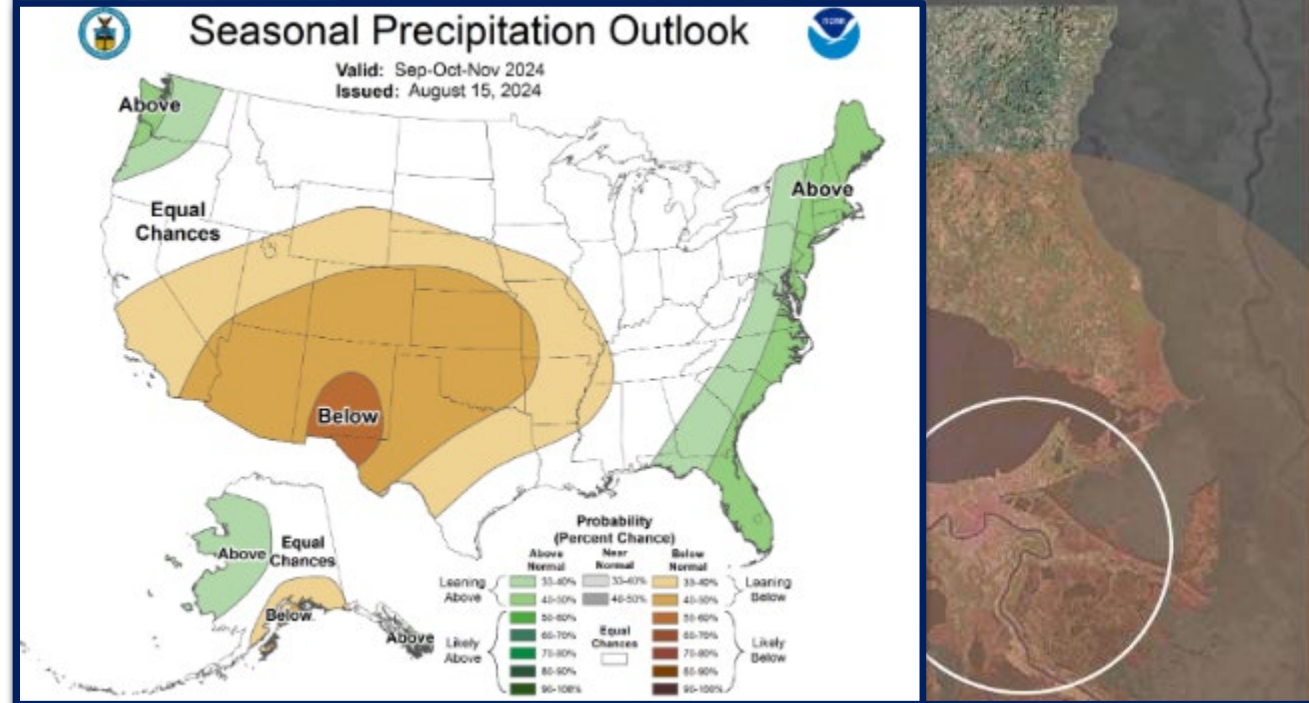 Seasonal Precipitation Outlook
NOAA
Valid: Sep-Oct-Nov 2024
Issued: August 15, 2024
Above
Equal
Chances
Above
Below
Above
Equal
Chances
Below
Above
Probability
(Percent Chance)
Above Normal
Near Normal
Below Normal
Leaning Above
33-40% 33-40% 33-40%
40-50% 40-50% 40-50%
Leaning Below
Likely Above
50-60% 50-60%
60-70% 60-70%
70-80% 70-80%
80-90% 80-90%
90-100% 90-100%
Equal Chances
Likely Below